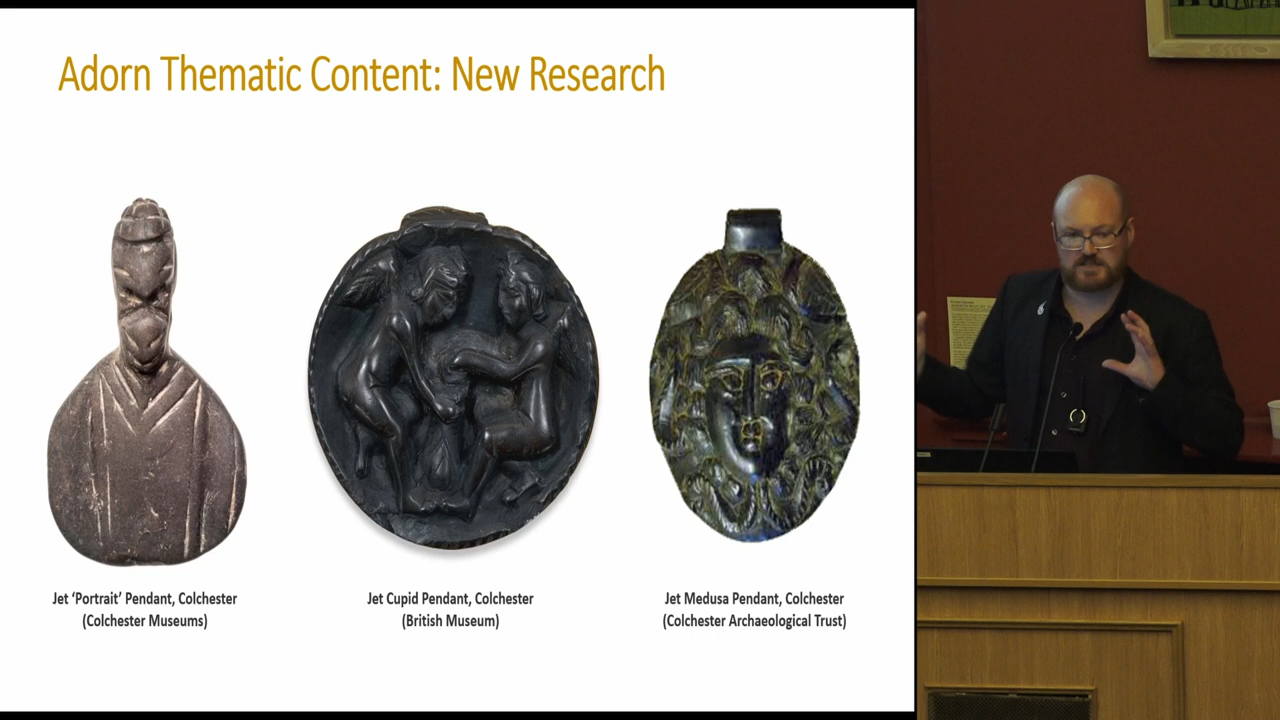 Adorn Thematic Content: New Research
Jet ‘Portrait’ Pendant, Colchester
(Colchester Museums)
Jet Cupid Pendant, Colchester
(British Museum)
Jet Medusa Pendant, Colchester
(Colchester Archaeological Trust)